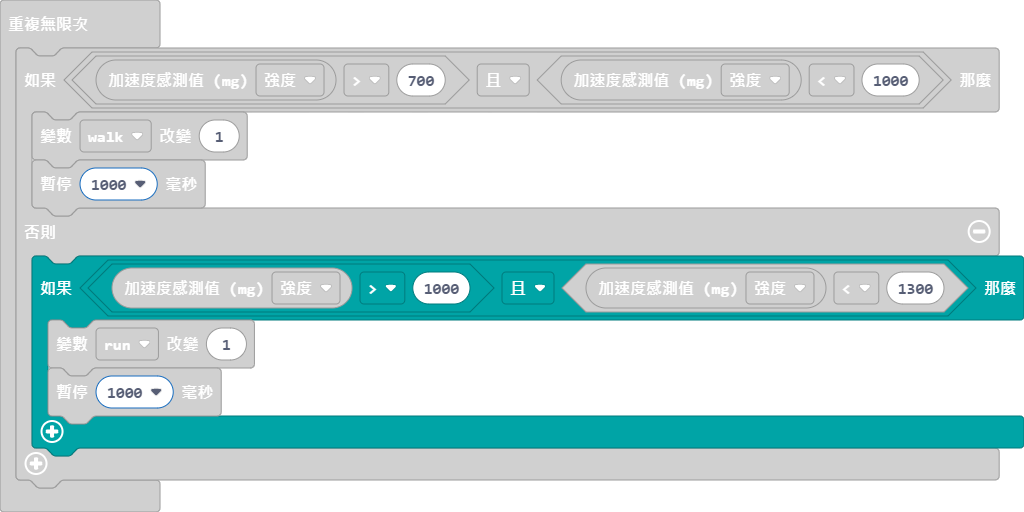 重複無限次
如果 加速度感測值 (mg) 強度 > 700 且 加速度感測值 (mg) 強度 < 1000 那麼
變數 walk 改變 1
暫停 1000 毫秒
否則
如果 加速度感測值 (mg) 強度 > 1000 且 加速度感測值 (mg) 強度 < 1300 那麼
變數 run 改變 1
暫停 1000 毫秒